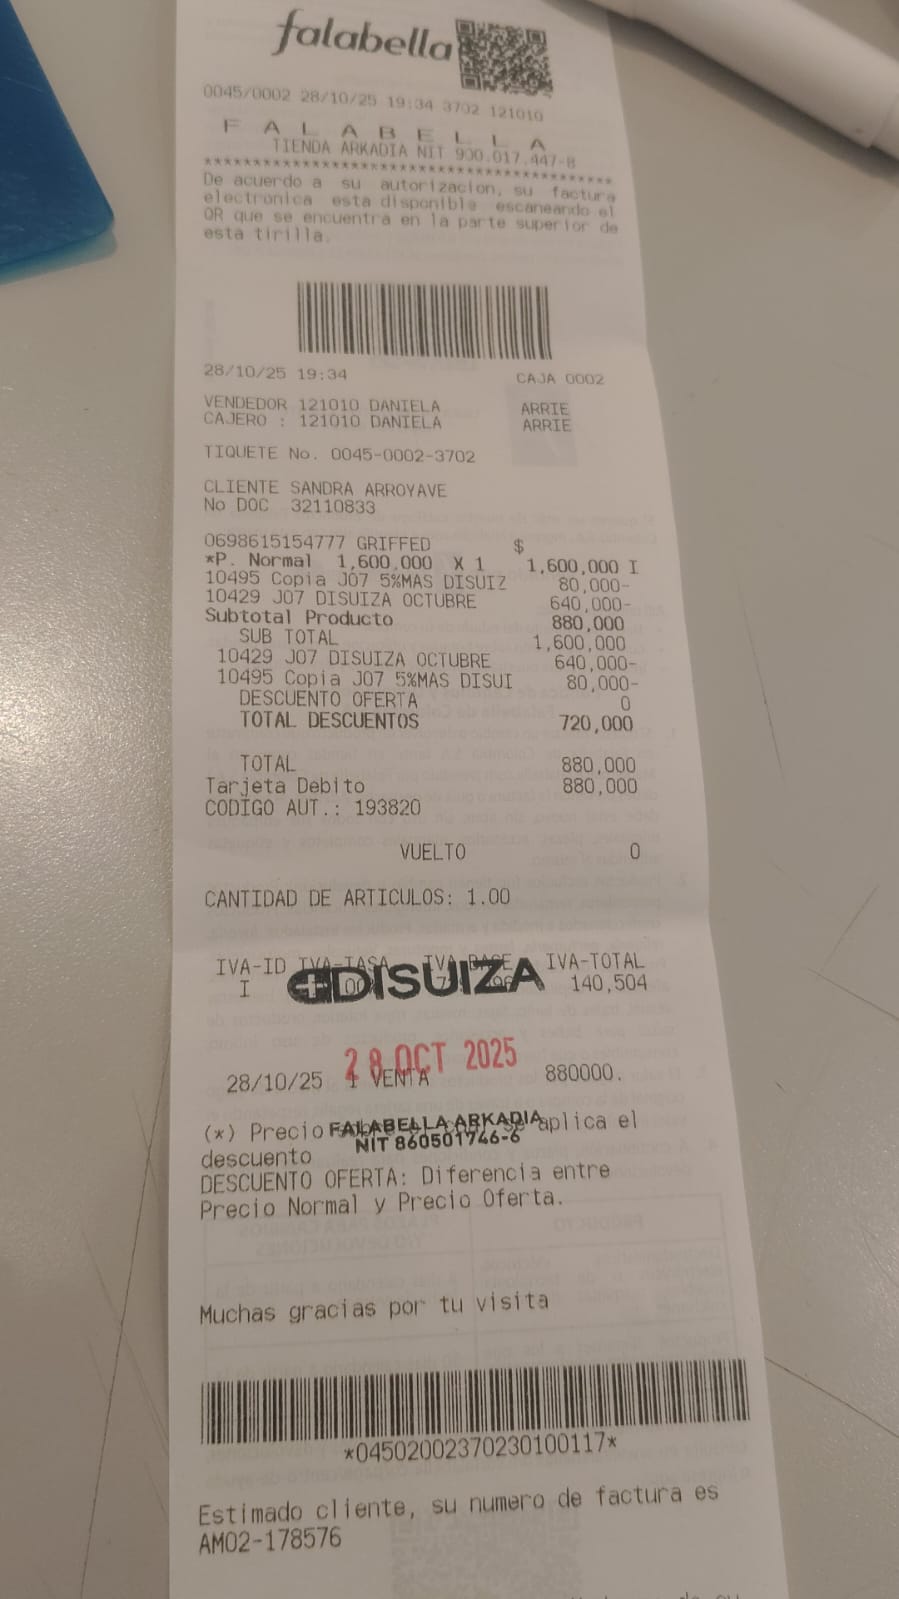 falabella
0045/0002 28/10/25 19:34 3702 121010
F A L A B E L L A
TIENDA ARKADIA NIT 900.017.447-8
****************************************
De acuerdo a su autorizacion, su factura
electronica esta disponible escaneando el
QR que se encuentra en la parte superior de
esta tirilla.
28/10/25 19:34 CAJA 0002
VENDEDOR 121010 DANIELA ARRIE
CAJERO : 121010 DANIELA ARRIE
TIQUETE No. 0045-0002-3702
CLIENTE SANDRA ARROYAVE
No DOC 32110833
0698615154777 GRIFFED $
*P. Normal 1,600.000 X 1 1,600,000 I
10495 Copia J07 5%MAS DISUIZ 80,000-
10429 J07 DISUIZA OCTUBRE 640,000-
Subtotal Producto 880,000
SUB TOTAL 1,600,000
10429 J07 DISUIZA OCTUBRE 640,000-
10495 Copia J07 5%MAS DISUI 80,000-
DESCUENTO OFERTA 0
TOTAL DESCUENTOS 720,000
TOTAL 880,000
Tarjeta Debito 880,000
CODIGO AUT.: 193820
VUELTO 0
CANTIDAD DE ARTICULOS: 1.00
IVA-ID IVA-TASA IVA-BASE IVA-TOTAL
I 140,504
DISUIZA
28 OCT 2025
28/10/25 1 VENTA 880000.
(*) Precio aplica el
FALABELLA ARKADIA
NIT 860501746-6
descuento
DESCUENTO OFERTA: Diferencia entre
Precio Normal y Precio Oferta.
Muchas gracias por tu visita
*04502002370230100117*
Estimado cliente, su numero de factura es
AM02-178576